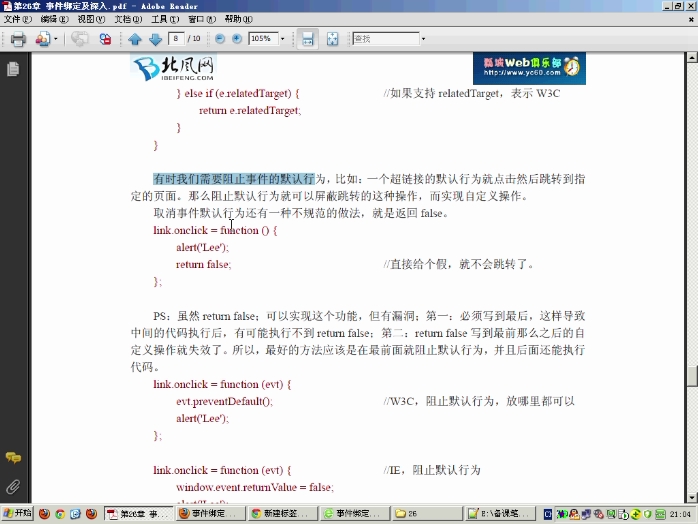 第26章 事件绑定及深入.pdf - Adobe Reader
文件(F) 编辑(E) 视图(V) 文档(D) 工具(T) 窗口(W) 帮助(H)
8 / 10 105% 查找
北风网
IBEIFENG.COM
瓢城Web俱乐部
http://www.yc60.com
} else if (e.relatedTarget) { //如果支持 relatedTarget，表示 W3C
return e.relatedTarget;
}
}
有时我们需要阻止事件的默认行为，比如：一个超链接的默认行为就点击然后跳转到指
定的页面。那么阻止默认行为就可以屏蔽跳转的这种操作，而实现自定义操作。
取消事件默认行为还有一种不规范的做法，就是返回 false。
link.onclick = function () {
alert('Lee');
return false; //直接给个假，就不会跳转了。
};
PS：虽然 return false；可以实现这个功能，但有漏洞；第一：必须写到最后，这样导致
中间的代码执行后，有可能执行不到 return false；第二：return false 写到最前那么之后的自
定义操作就失效了。所以，最好的方法应该是在最前面就阻止默认行为，并且后面还能执行
代码。
link.onclick = function (evt) {
evt.preventDefault(); //W3C，阻止默认行为，放哪里都可以
alert('Lee');
};
link.onclick = function (evt) { //IE，阻止默认行为
window.event.returnValue = false;
alert('Lee');
开始 第26章 事... 事件绑定... 新建标签... 事件绑定... 26 E:\备课笔... 21:04